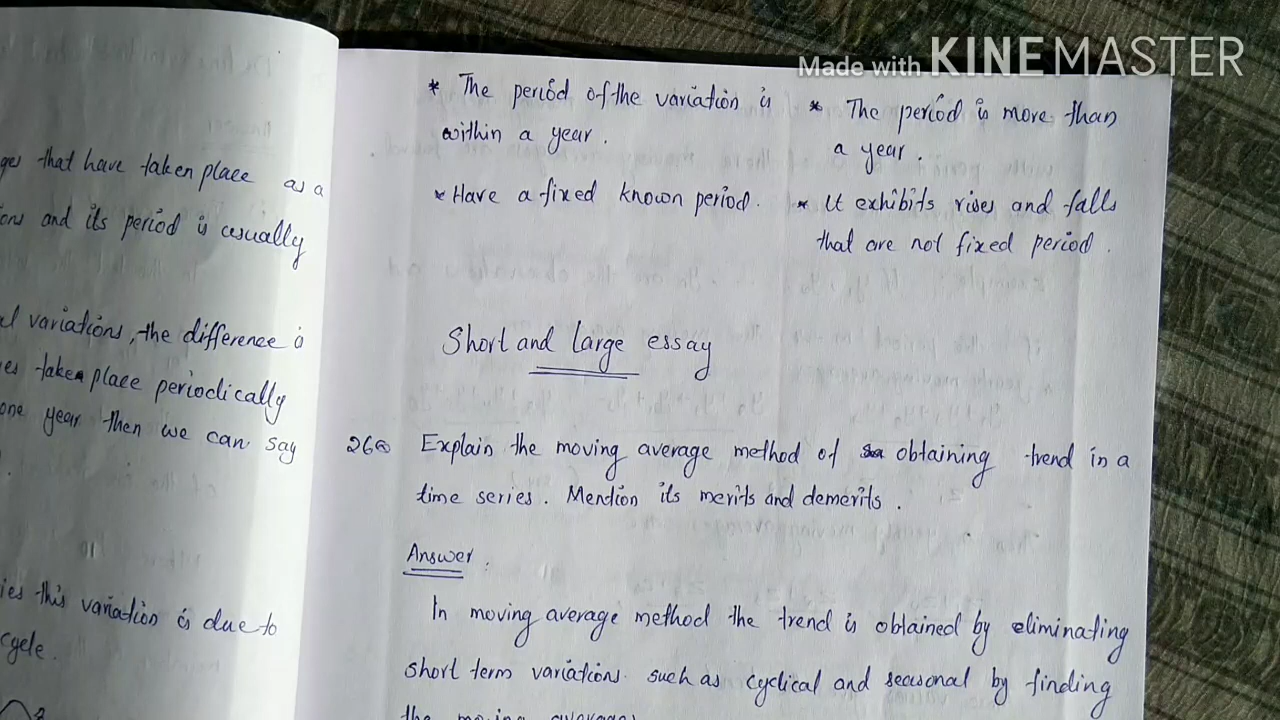 Made with KINEMASTER
ges that have taken place as a
ons and its period is usually
al variations, the difference is
es taken place periodically
one year then we can say
ies this variation is due to
cycle.
* The period of the variation is
within a year.
* Have a fixed known period.
* The period is more than
a year.
* It exhibits rises and falls
that are not fixed period.
Short and large essay
26 Explain the moving average method of obtaining trend in a
time series. Mention its merits and demerits.
Answer:
In moving average method the trend is obtained by eliminating
short term variations. such as cyclical and seasonal by finding
the moving averages